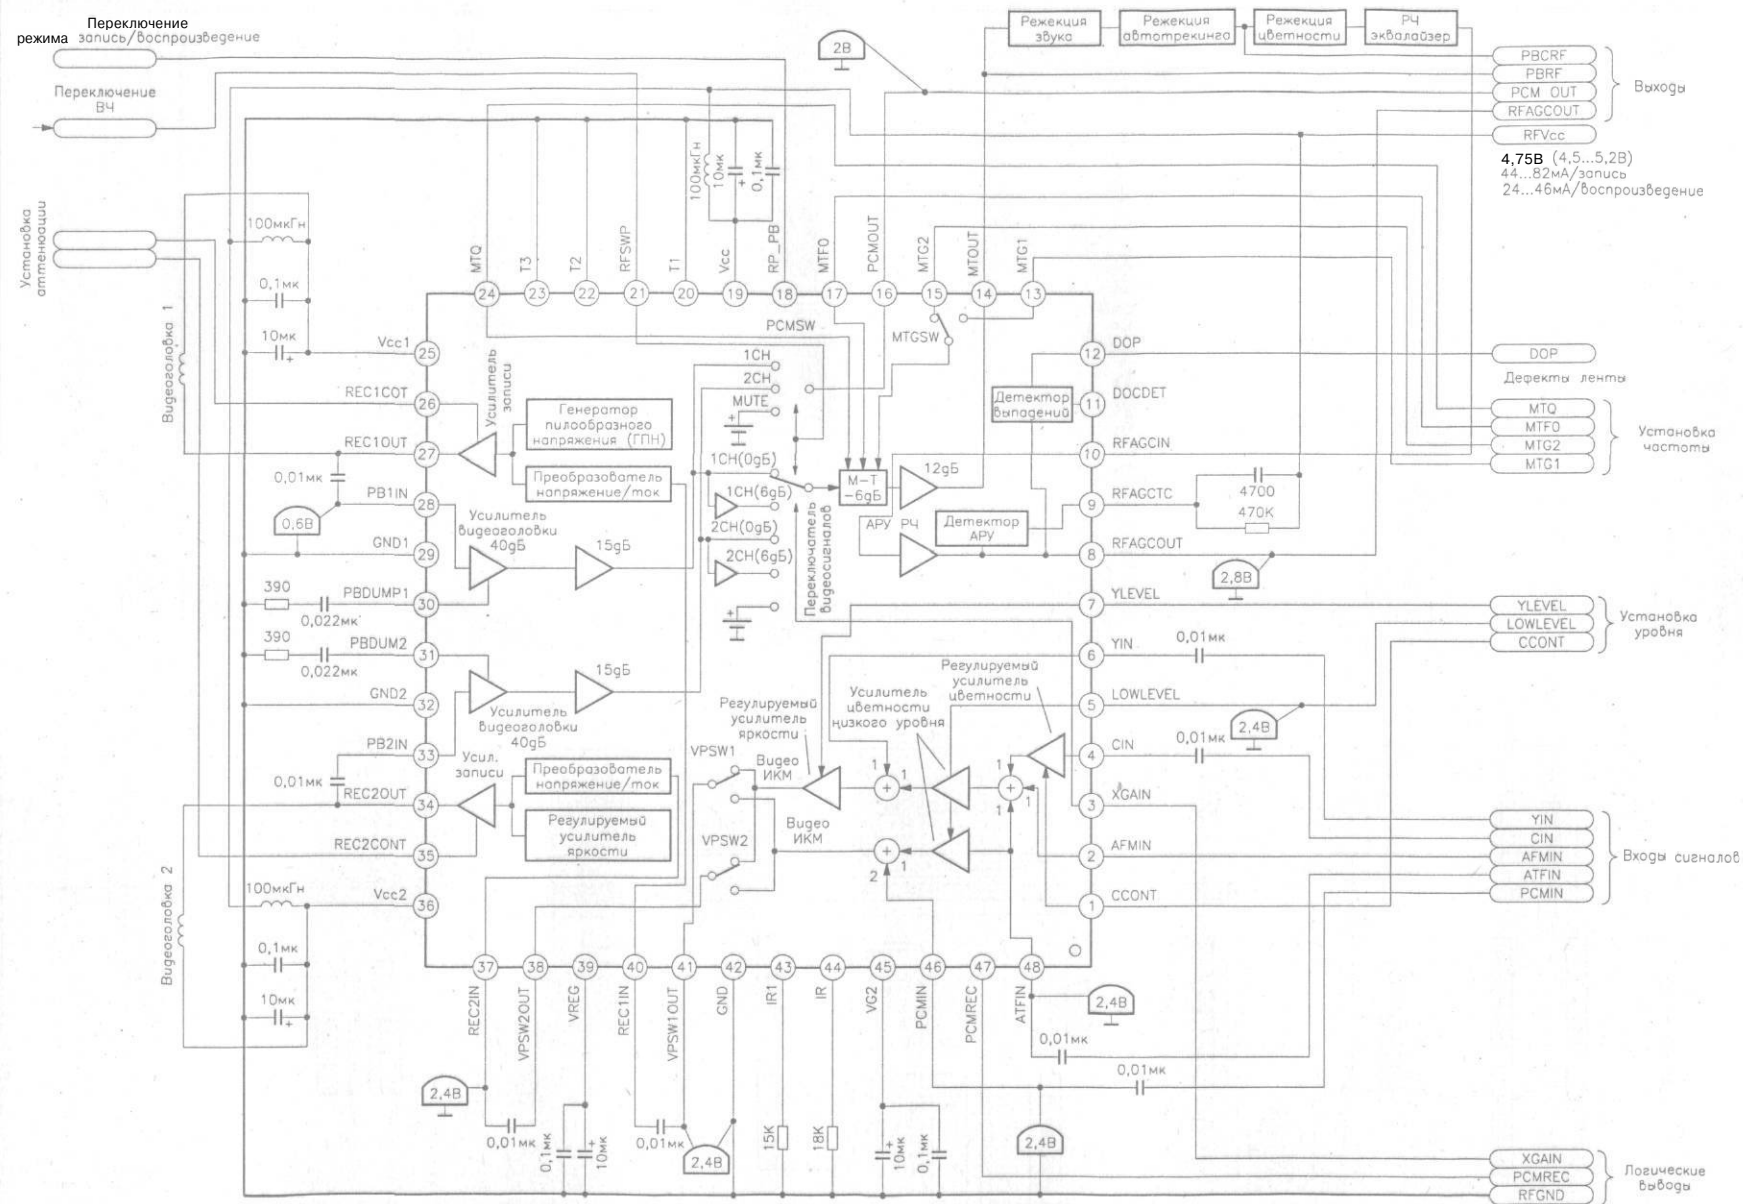 Переключение
режима запись/воспроизведение
Переключение
ВЧ
Установка
аттенюации
Режекция
звука
Режекция
автотрекинга
Режекция
цветности
РЧ
эквалайзер
PBCRF
PBRF
PCM OUT
RFAGCOUT
RFVcc
Выходы
4,75В (4,5...5,2В)
44...82мА/запись
24...46мА/воспроизведение
2В
100мкГн
10мк
+
0,1мк
100мкГн
0,1мк
10мк
+
Видеоголовка 1
MTQ
T3
T2
RFSWP
T1
Vcc
RP_PB
MTFO
PCMOUT
MTG2
MTOUT
MTG1
24
23
22
21
20
19
18
17
16
15
14
13
Vcc1
25
REC1COT
26
REC1OUT
27
0,01мк
PB1IN
28
0,6В
GND1
29
390
0,022мк
PBDUMP1
30
390
0,022мк
PBDUM2
31
GND2
32
PB2IN
33
0,01мк
REC2OUT
34
REC2CONT
35
Vcc2
36
100мкГн
0,1мк
10мк
+
Видеоголовка 2
Усилитель
записи
Генератор
пилообразного
напряжения (ГПН)
Преобразователь
напряжение/ток
Усилитель
видеоголовки
40дБ
15дБ
15дБ
Усилитель
видеоголовки
40дБ
Усил.
записи
Преобразователь
напряжение/ток
Регулируемый
усилитель
яркости
PCMSW
1CH
2CH
MUTE
+
1CH(0дБ)
1CH(6дБ)
2CH(0дБ)
2CH(6дБ)
+
Переключатель
видеосигналов
M-T
-6дБ
12дБ
MTGSW
АРУ РЧ
Детектор
выпадений
Детектор
АРУ
DOP
12
DOCDET
11
RFAGCIN
10
RFAGCTC
9
RFAGCOUT
8
YLEVEL
7
YIN
6
LOWLEVEL
5
CIN
4
XGAIN
3
AFMIN
2
CCONT
1
4700
470К
2,8В
0,01мк
2,4В
0,01мк
DOP
Дефекты ленты
MTQ
MTFO
MTG2
MTG1
Установка
частоты
YLEVEL
LOWLEVEL
CCONT
Установка
уровня
YIN
CIN
AFMIN
ATFIN
PCMIN
Входы сигналов
Регулируемый
усилитель
цветности
Усилитель
цветности
низкого уровня
Регулируемый
усилитель
яркости
VPSW1
Видео
ИКМ
VPSW2
Видео
ИКМ
1
1
+
1
1
+
1
+
1
2
37
38
39
40
41
42
43
44
45
46
47
48
REC2IN
VPSW2OUT
VREG
REC1IN
VPSW1OUT
GND
IR1
IR
VG2
PCMIN
PCMREC
ATFIN
2,4В
0,01мк
0,1мк
+
10мк
0,01мк
2,4В
15К
18К
+
10мк
0,1мк
2,4В
2,4В
0,01мк
0,01мк
XGAIN
PCMREC
RFGND
Логические
выводы